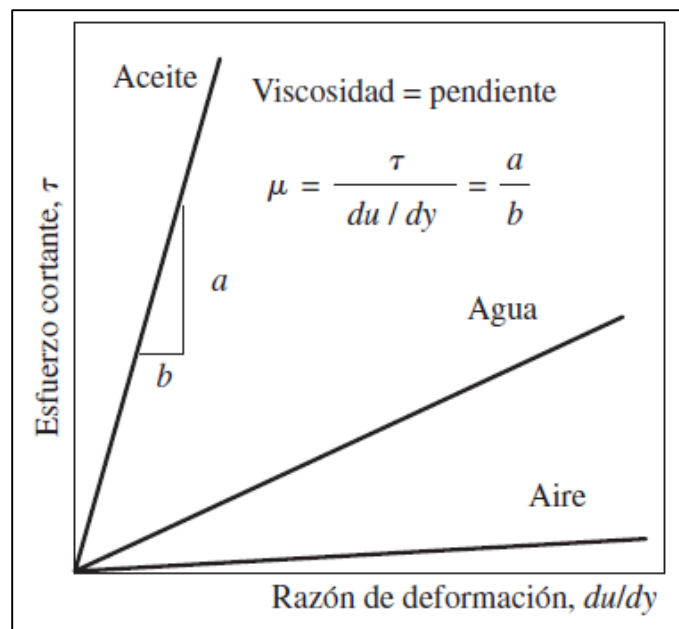 Aceite
Viscosidad = pendiente
μ = τ / (du / dy) = a / b
a
b
Agua
Aire
Esfuerzo cortante, τ
Razón de deformación, du/dy